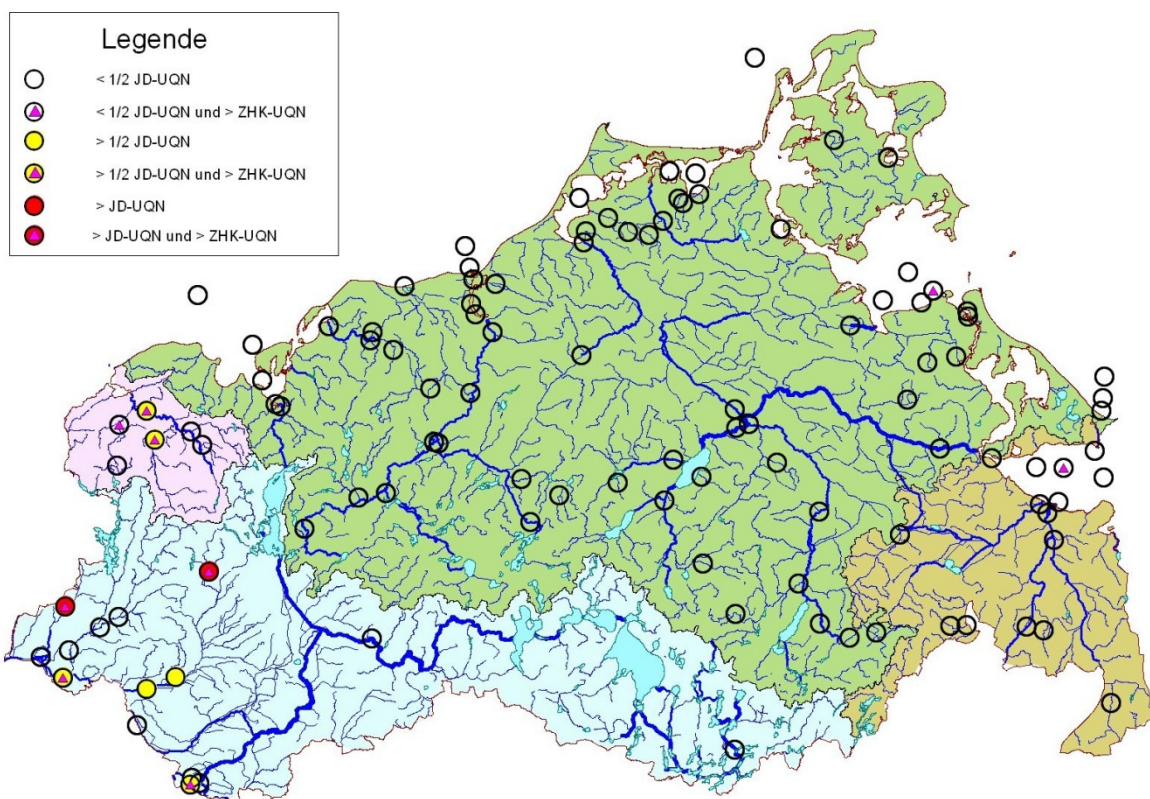 Legende
< 1/2 JD-UQN
< 1/2 JD-UQN und > ZHK-UQN
> 1/2 JD-UQN
> 1/2 JD-UQN und > ZHK-UQN
> JD-UQN
> JD-UQN und > ZHK-UQN